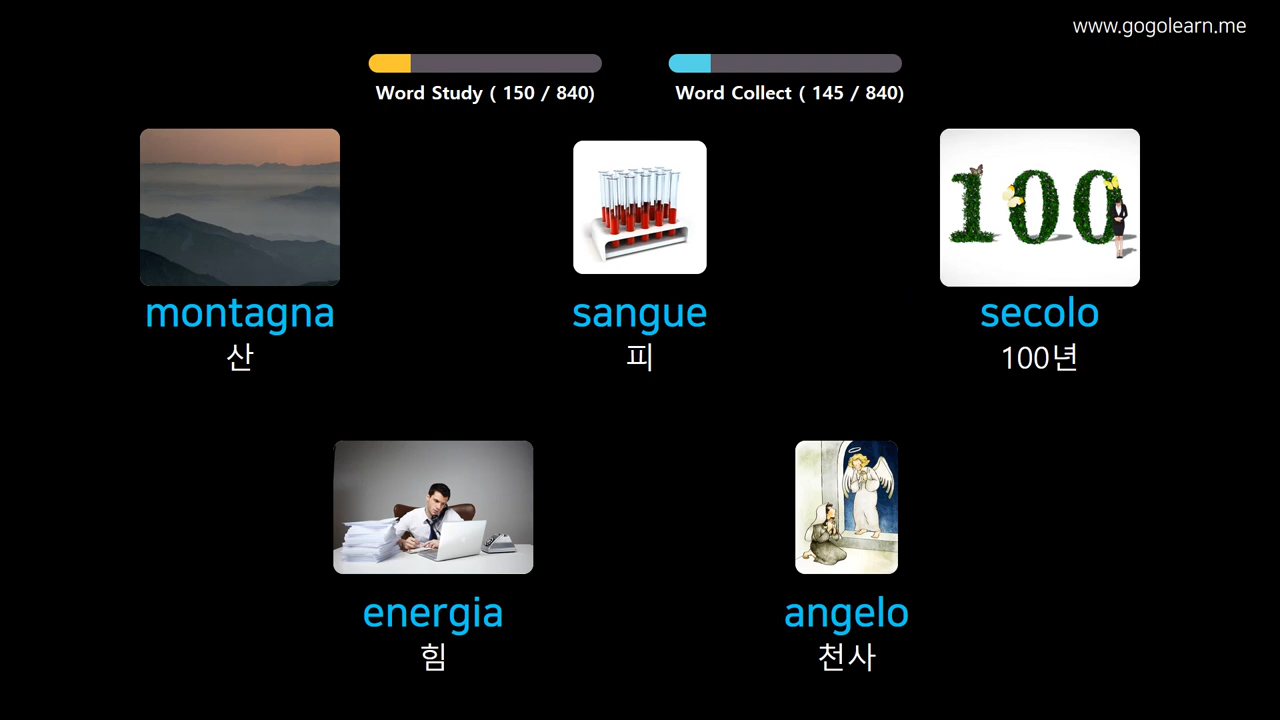 www.gogolearn.me
Word Study ( 150 / 840)
Word Collect ( 145 / 840)
100
montagna
산
sangue
피
secolo
100년
energia
힘
angelo
천사